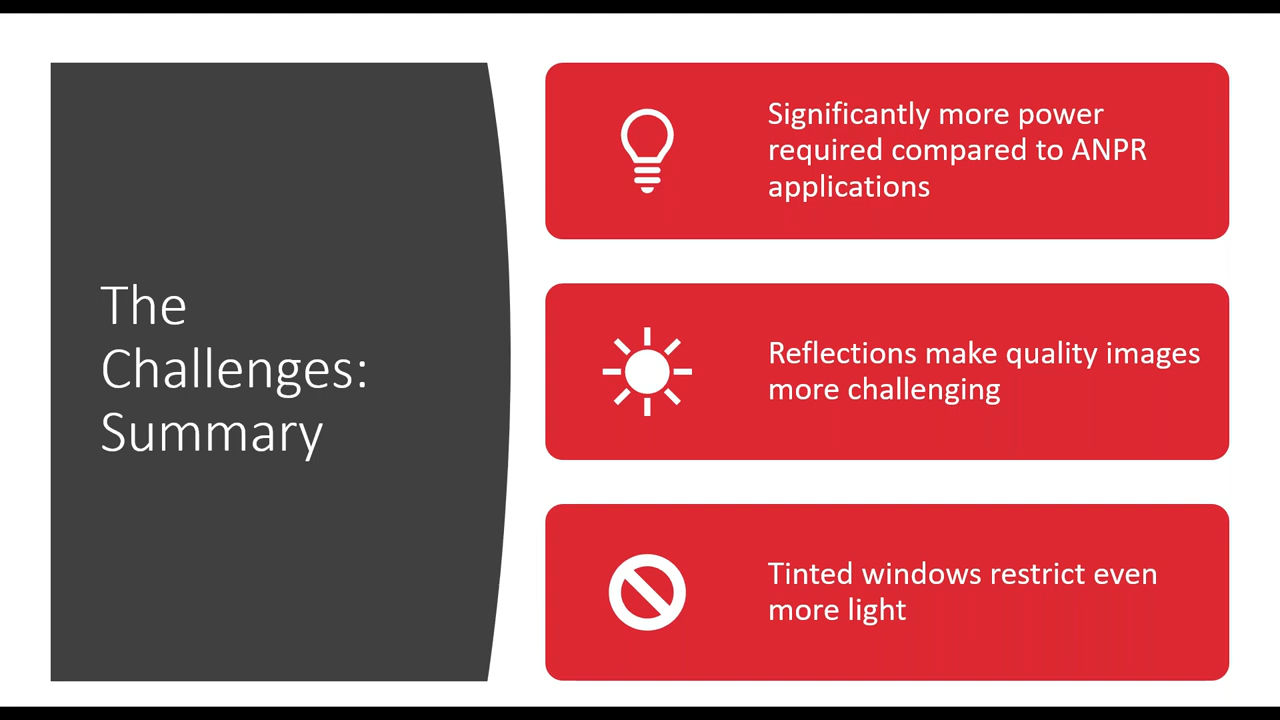 The
Challenges:
Summary
Significantly more power
required compared to ANPR
applications
Reflections make quality images
more challenging
Tinted windows restrict even
more light